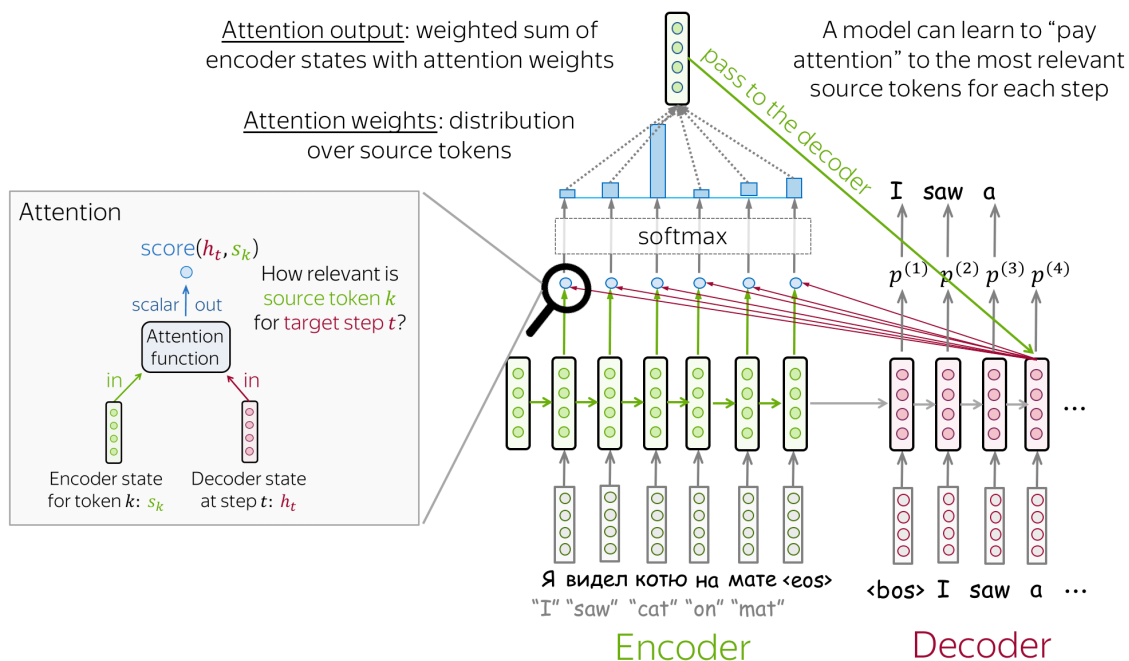 Attention output: weighted sum of
encoder states with attention weights
A model can learn to “pay
attention” to the most relevant
source tokens for each step
pass to the decoder
Attention weights: distribution
over source tokens
Attention
score(hₜ, sₖ)
How relevant is
source token k
for target step t?
scalar out
Attention
function
in in
Encoder state
for token k: sₖ
Decoder state
at step t: hₜ
softmax
I saw a
p⁽¹⁾ p⁽²⁾ p⁽³⁾ p⁽⁴⁾
...
Я видел котю на мате <eos>
“I” “saw” “cat” “on” “mat”
<bos> I saw a ...
Encoder
Decoder